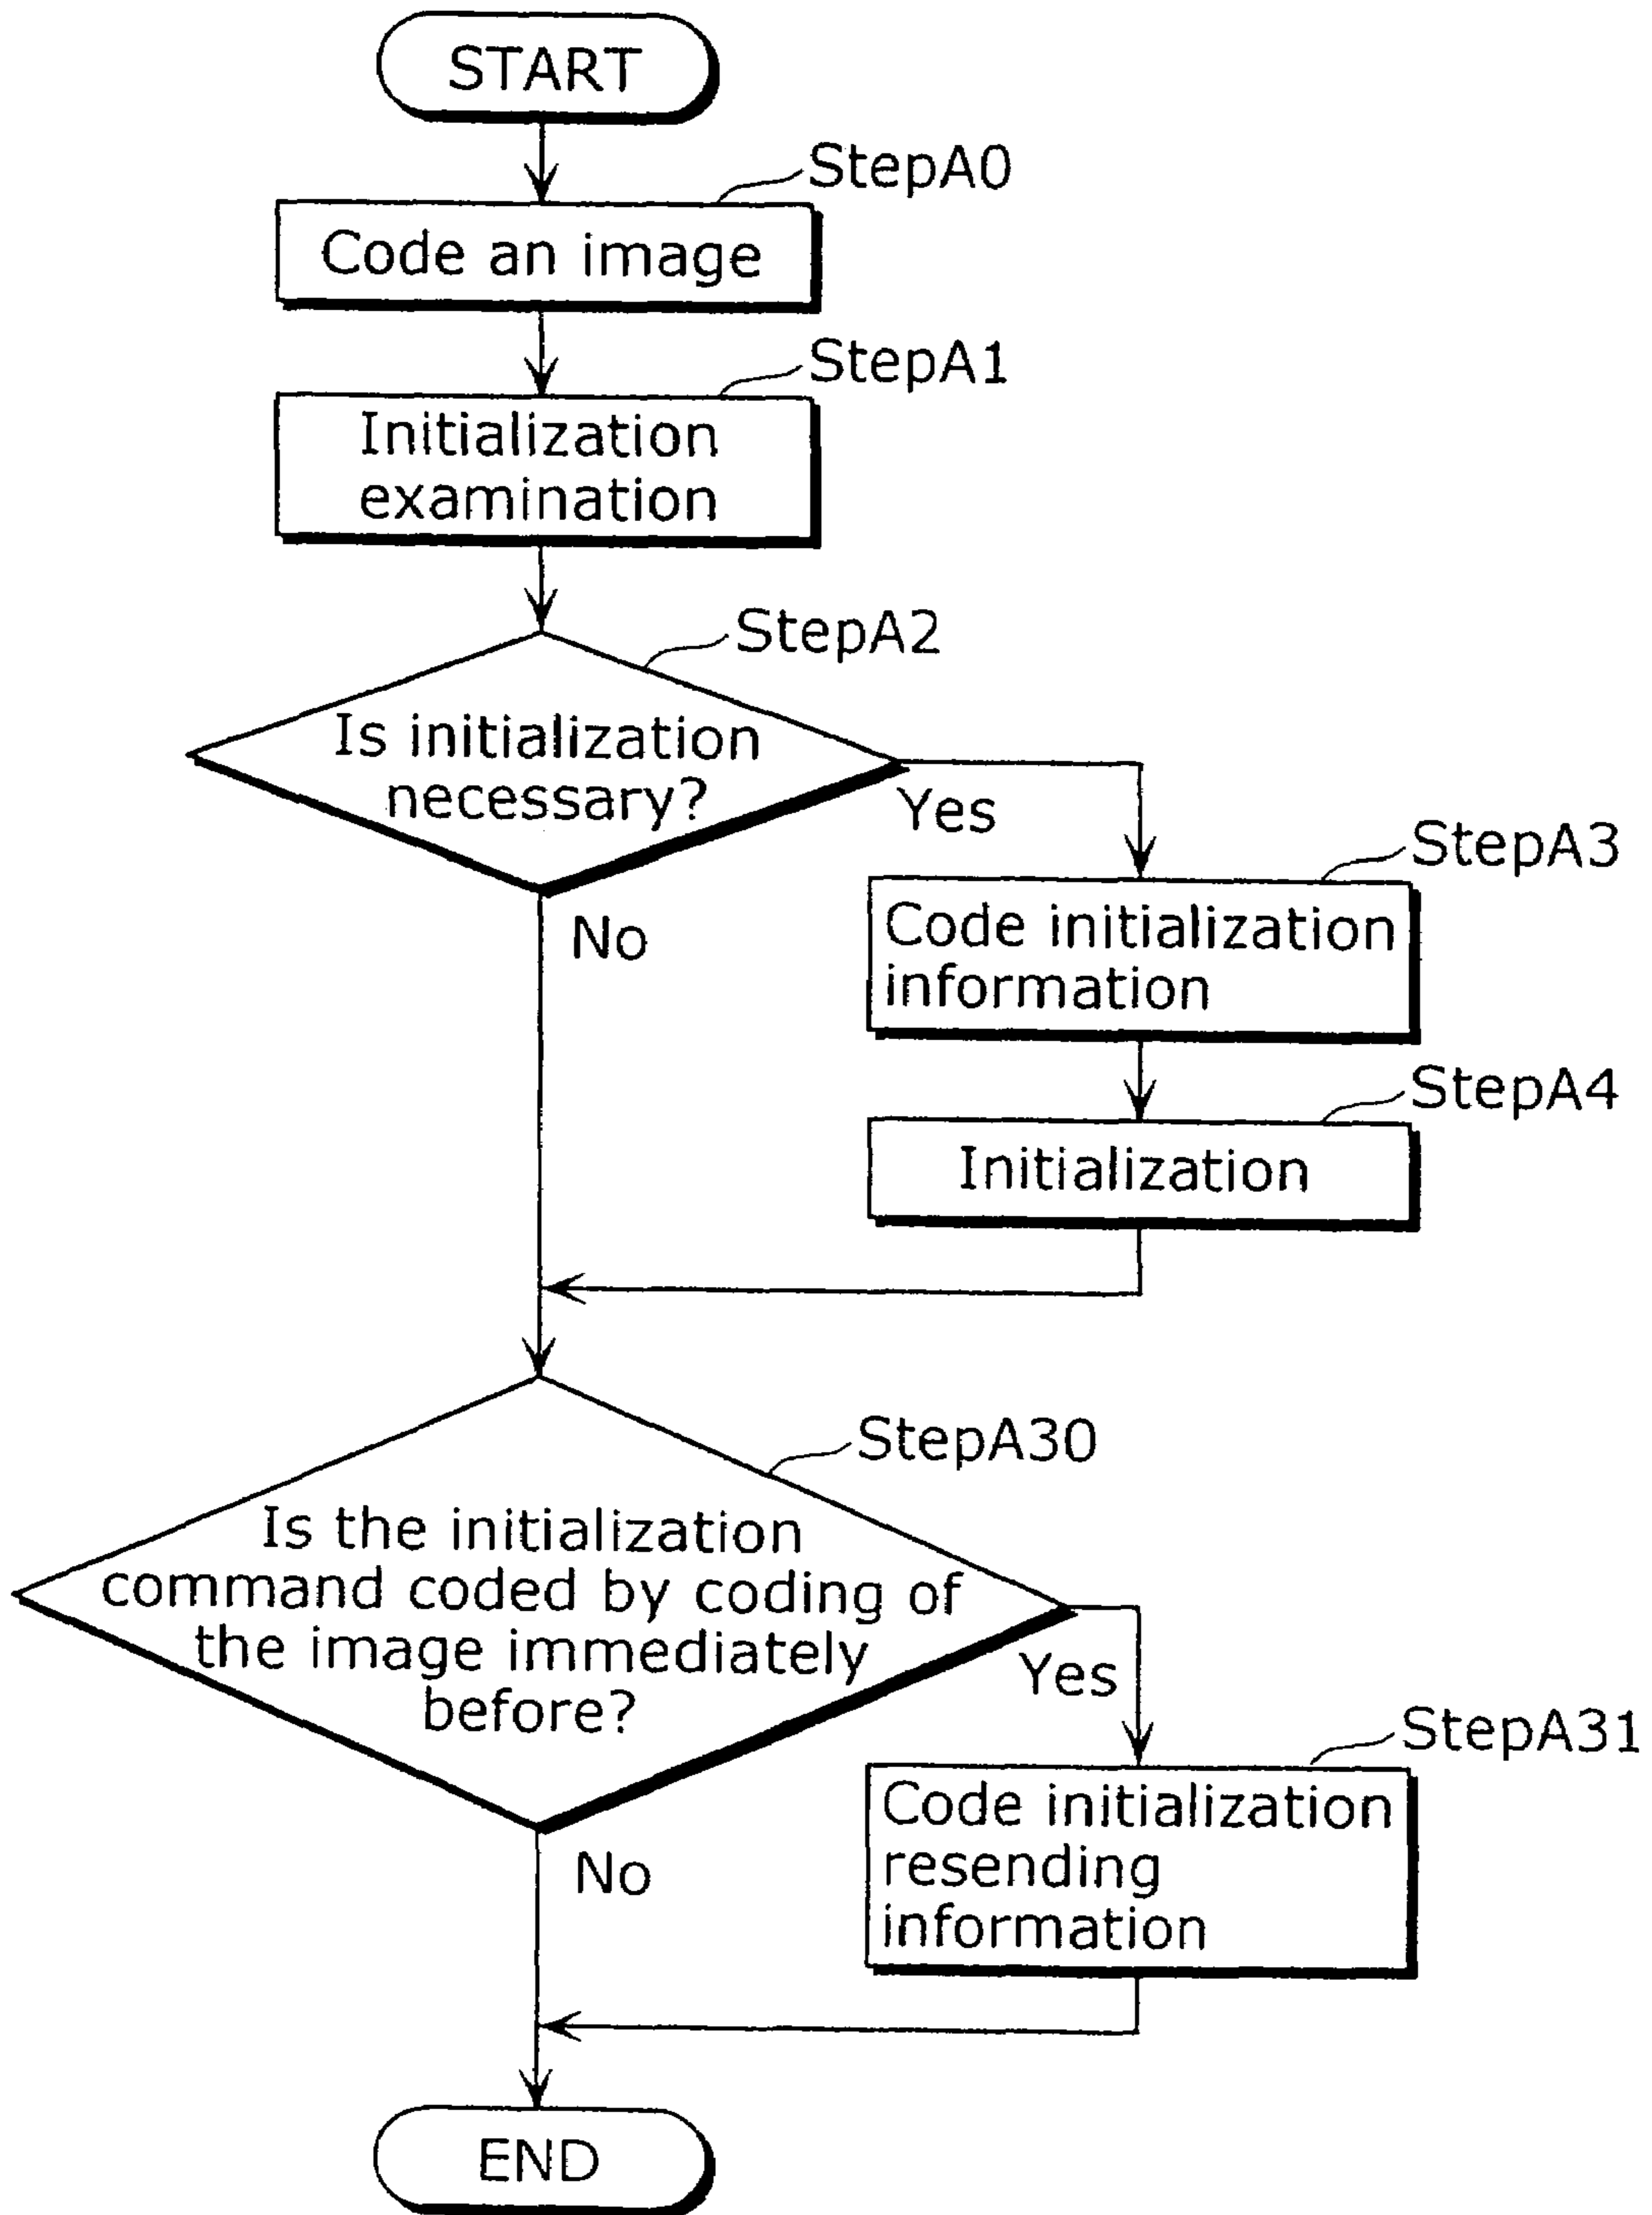 START
StepA0
Code an image
StepA1
Initialization
examination
StepA2
Is initialization
necessary?
Yes
No
StepA3
Code initialization
information
StepA4
Initialization
StepA30
Is the initialization
command coded by coding of
the image immediately
before?
Yes
No
StepA31
Code initialization
resending
information
END